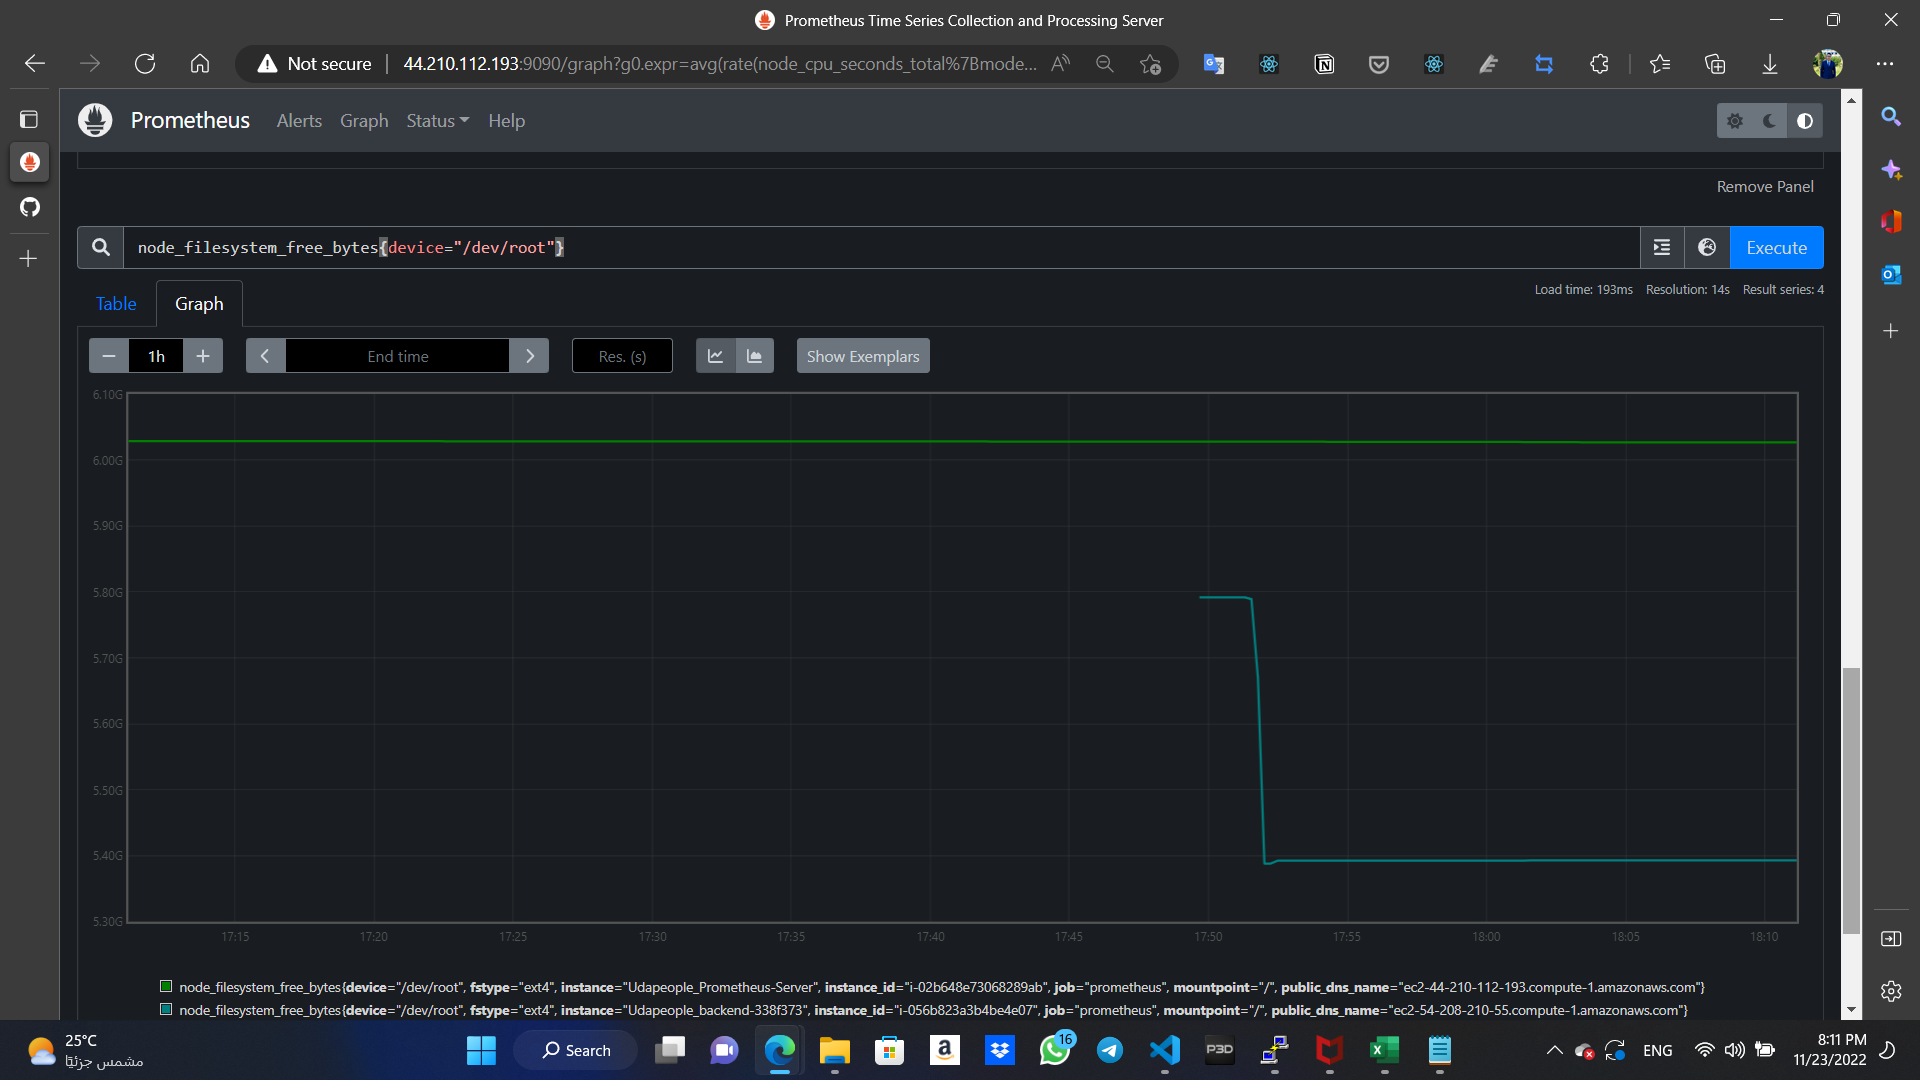 Prometheus Time Series Collection and Processing Server
Not secure
44.210.112.193:9090/graph?g0.expr=avg(rate(node_cpu_seconds_total%7Bmode...
Prometheus
Alerts
Graph
Status
Help
Remove Panel
node_filesystem_free_bytes{device="/dev/root"}
Execute
Table
Graph
Load time: 193ms
Resolution: 14s
Result series: 4
1h
End time
Res. (s)
Show Exemplars
6.10G
6.00G
5.90G
5.80G
5.70G
5.60G
5.50G
5.40G
5.30G
17:15
17:20
17:25
17:30
17:35
17:40
17:45
17:50
17:55
18:00
18:05
18:10
node_filesystem_free_bytes{device="/dev/root", fstype="ext4", instance="Udapeople_Prometheus-Server", instance_id="i-02b648e73068289ab", job="prometheus", mountpoint="/", public_dns_name="ec2-44-210-112-193.compute-1.amazonaws.com"}
node_filesystem_free_bytes{device="/dev/root", fstype="ext4", instance="Udapeople_backend-338f373", instance_id="i-056b823a3b4be4e07", job="prometheus", mountpoint="/", public_dns_name="ec2-54-208-210-55.compute-1.amazonaws.com"}
25°C
مشمس جزئيًا
Search
16
P3D
ENG
8:11 PM
11/23/2022